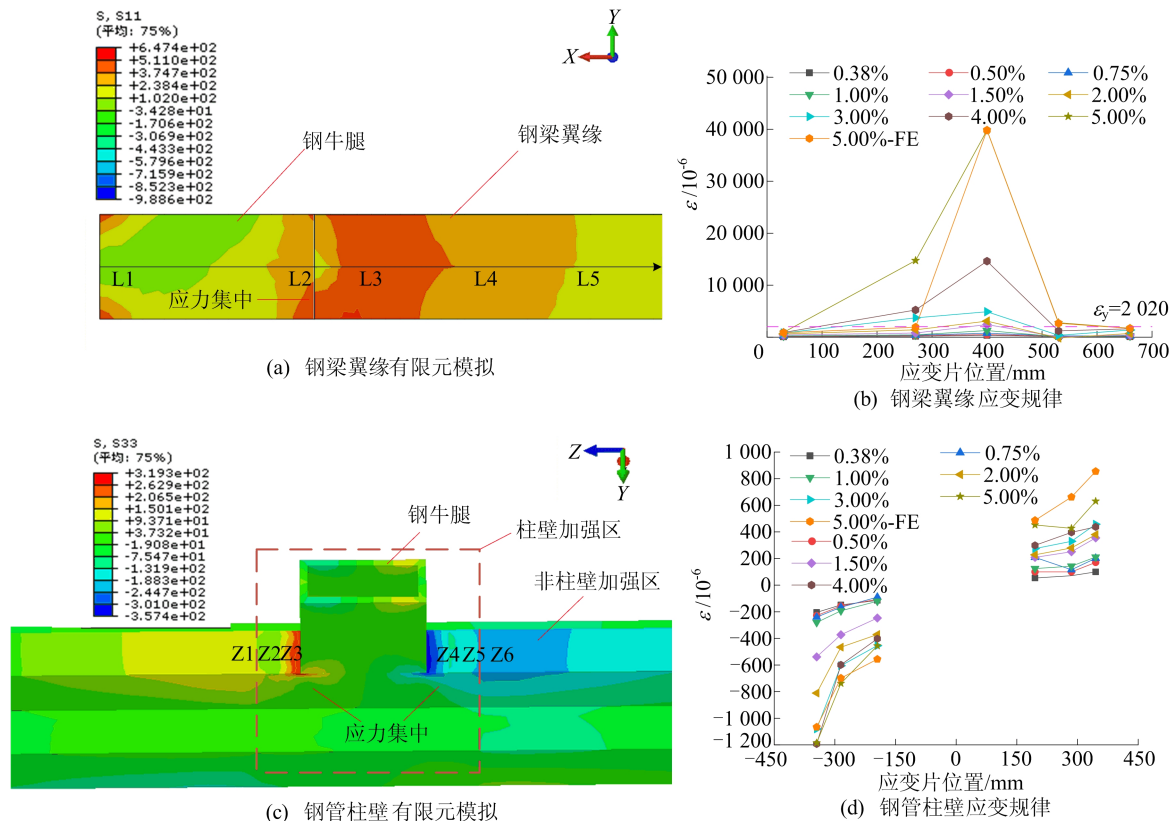 S, S11
(平均: 75%)
+6.474e+02
+5.110e+02
+3.747e+02
+2.384e+02
+1.020e+02
-3.428e+01
-1.706e+02
-3.069e+02
-4.433e+02
-5.796e+02
-7.159e+02
-8.523e+02
-9.886e+02
Y
X
钢牛腿
钢梁翼缘
L1
L2
L3
L4
L5
应力集中
(a) 钢梁翼缘有限元模拟
50 000
40 000
30 000
20 000
10 000
0
ε/10⁻⁶
0.38%
0.50%
0.75%
1.00%
1.50%
2.00%
3.00%
4.00%
5.00%
5.00%-FE
εy=2 020
0 100 200 300 400 500 600 700
应变片位置/mm
(b) 钢梁翼缘应变规律
S, S33
(平均: 75%)
+3.193e+02
+2.629e+02
+2.065e+02
+1.501e+02
+9.371e+01
+3.732e+01
-1.908e+01
-7.547e+01
-1.319e+02
-1.883e+02
-2.447e+02
-3.010e+02
-3.574e+02
Z
Y
钢牛腿
柱壁加强区
非柱壁加强区
Z1 Z2 Z3
Z4 Z5 Z6
应力集中
(c) 钢管柱壁有限元模拟
1 000
800
600
400
200
0
−200
−400
−600
−800
−1 000
−1 200
ε/10⁻⁶
0.38%
0.75%
1.00%
2.00%
3.00%
5.00%
5.00%-FE
0.50%
1.50%
4.00%
−450 −300 −150 0 150 300 450
应变片位置/mm
(d) 钢管柱壁应变规律